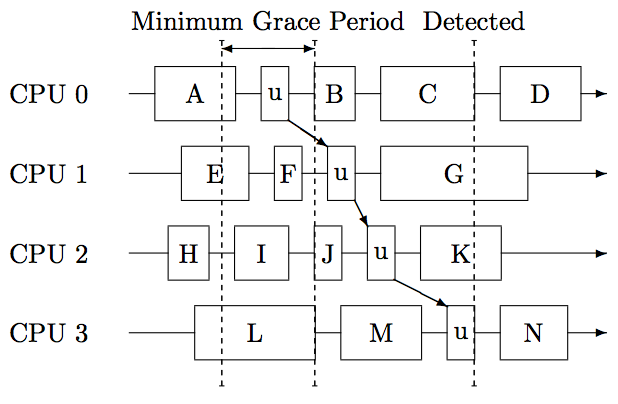 Minimum Grace Period Detected
CPU 0 A u B C D
CPU 1 E F u G
CPU 2 H I J u K
CPU 3 L M u N